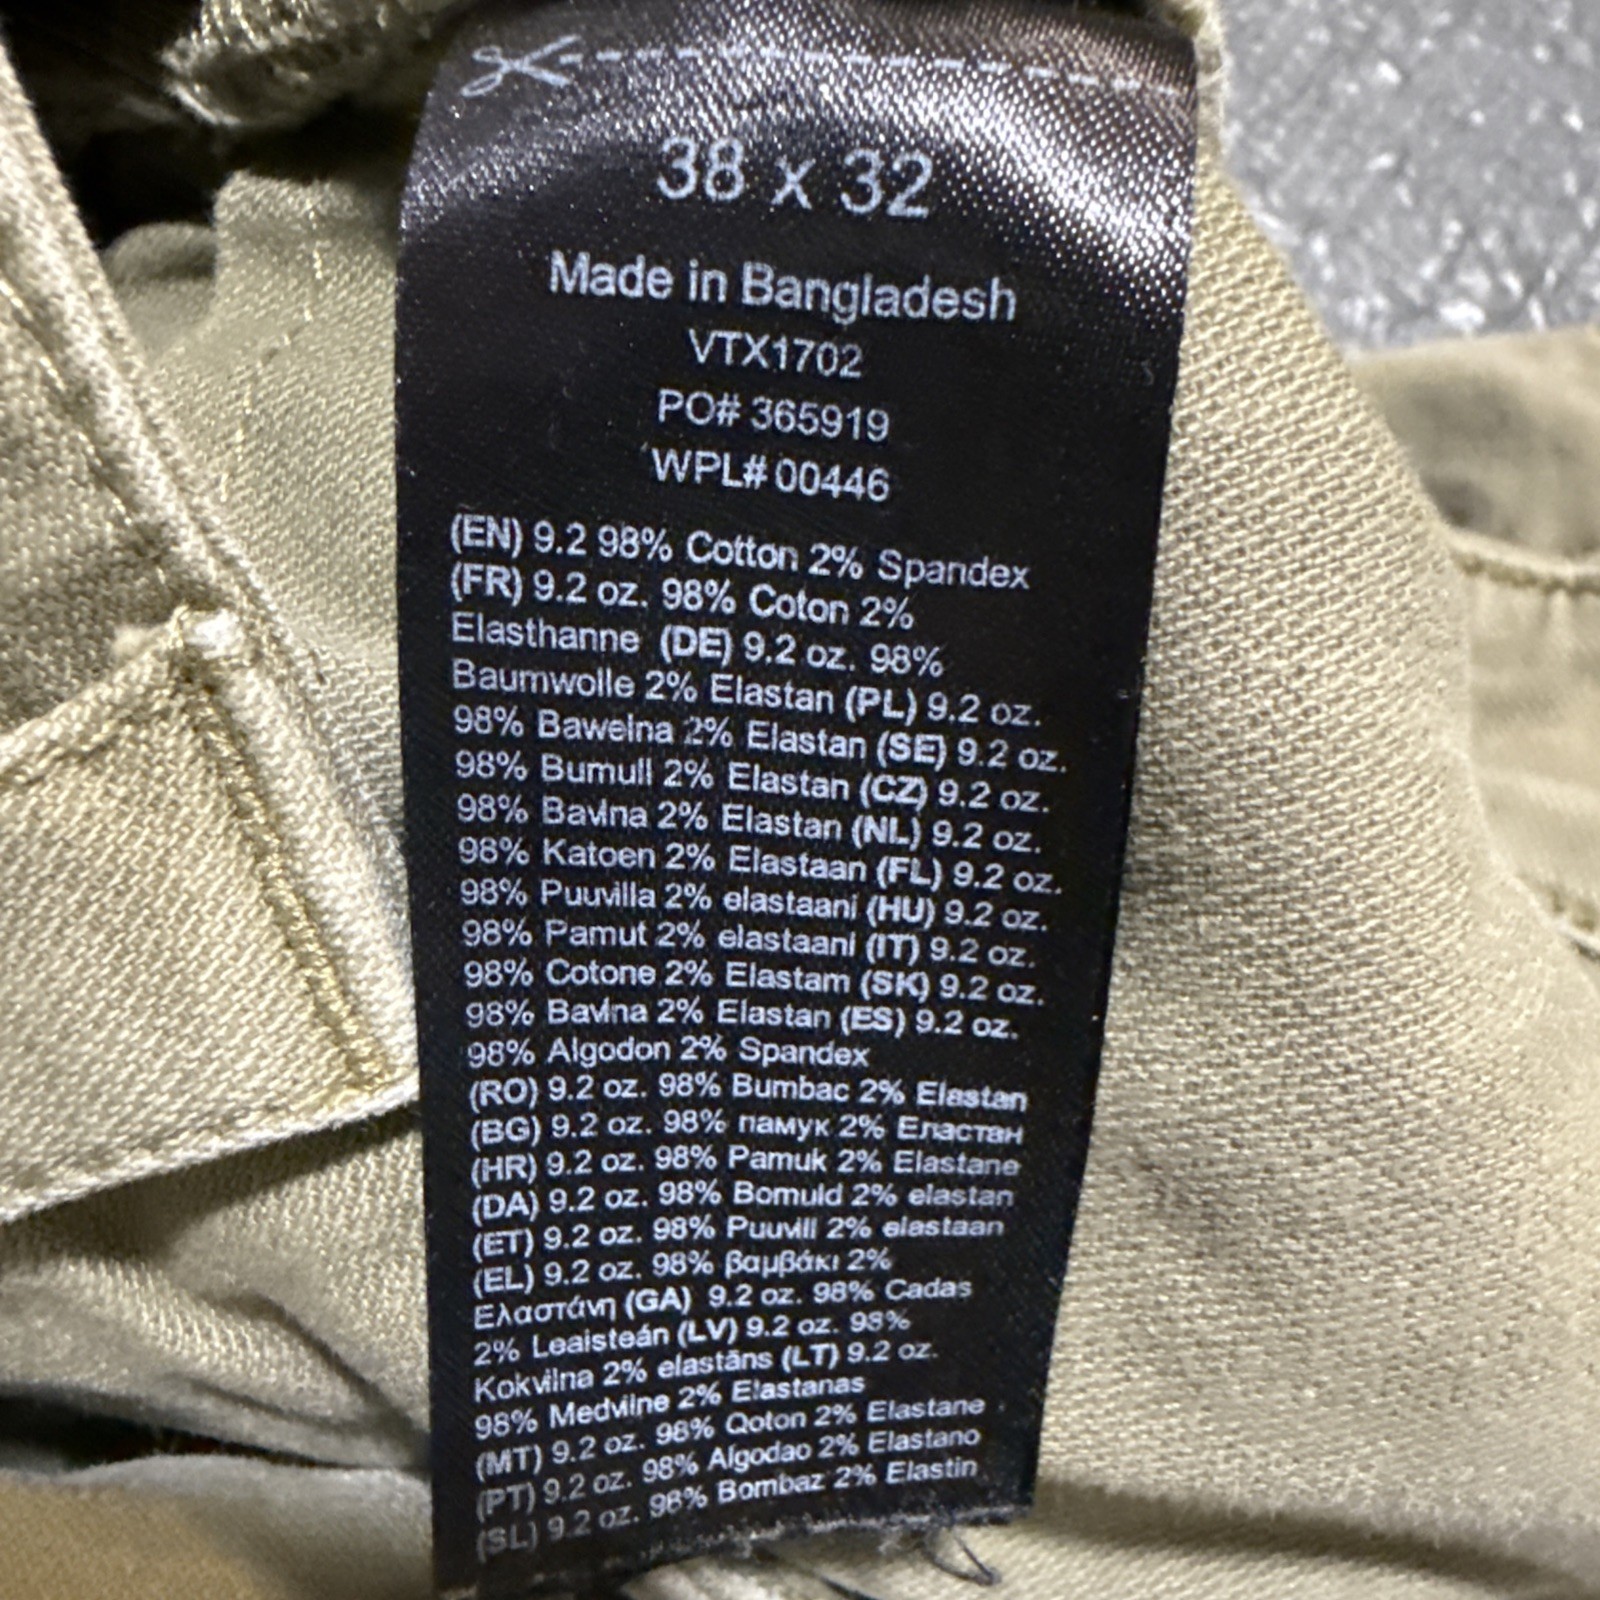 38 x 32
Made in Bangladesh
VTX1702
PO# 365919
WPL# 00446
(EN) 9.2 98% Cotton 2% Spandex
(FR) 9.2 oz. 98% Coton 2%
Elasthanne (DE) 9.2 oz. 98%
Baumwolle 2% Elastan (PL) 9.2 oz.
98% Bawelna 2% Elastan (SE) 9.2 oz.
98% Bumull 2% Elastan (CZ) 9.2 oz.
98% Bavlna 2% Elastan (NL) 9.2 oz.
98% Katoen 2% Elastaan (FL) 9.2 oz.
98% Puuvilla 2% elastaani (HU) 9.2 oz.
98% Pamut 2% elastaani (IT) 9.2 oz.
98% Cotone 2% Elastam (SK) 9.2 oz.
98% Bavlna 2% Elastan (ES) 9.2 oz.
98% Algodon 2% Spandex
(RO) 9.2 oz. 98% Bumbac 2% Elastan
(BG) 9.2 oz. 98% памук 2% Еластан
(HR) 9.2 oz. 98% Pamuk 2% Elastane
(DA) 9.2 oz. 98% Bomuld 2% elastan
(ET) 9.2 oz. 98% Puuvill 2% elastaan
(EL) 9.2 oz. 98% βαμβάκι 2%
Ελαστάνη (GA) 9.2 oz. 98% Cadas
2% Leaisteán (LV) 9.2 oz. 98%
Kokvilna 2% elastāns (LT) 9.2 oz.
98% Medvilne 2% Elastanas
(MT) 9.2 oz. 98% Qoton 2% Elastane
(PT) 9.2 oz. 98% Algodao 2% Elastano
(SL) 9.2 oz. 98% Bombaz 2% Elastin